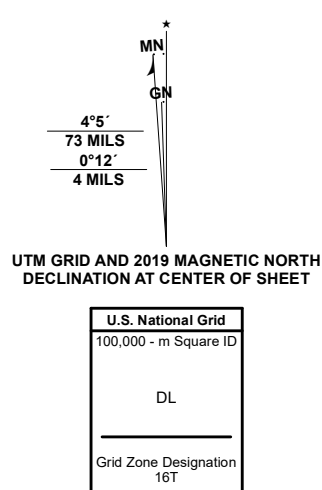 MN
GN
4°5´
73 MILS
0°12´
4 MILS
UTM GRID AND 2019 MAGNETIC NORTH
DECLINATION AT CENTER OF SHEET
U.S. National Grid
100,000 - m Square ID
DL
Grid Zone Designation
16T